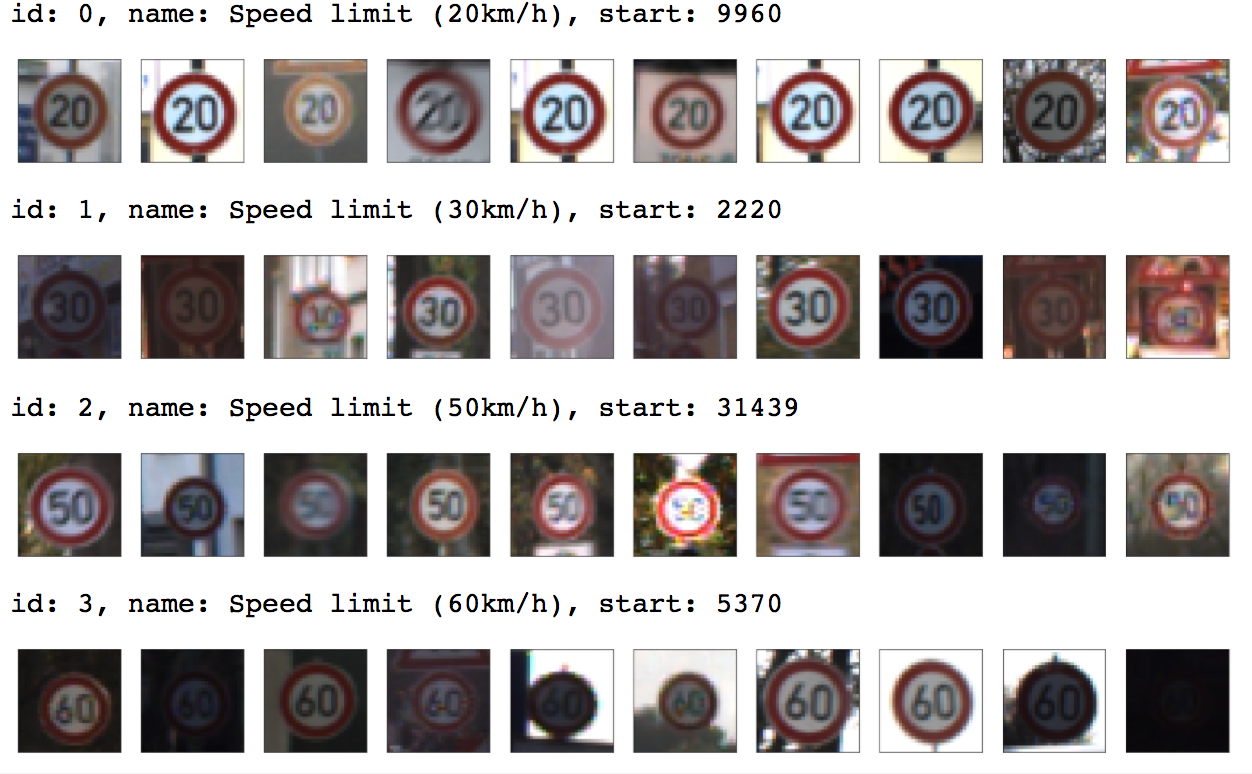 id: 0, name: Speed limit (20km/h), start: 9960
20 20 20 20 20 20 20 20 20 20
id: 1, name: Speed limit (30km/h), start: 2220
30 30 30 30 30 30 30 30
id: 2, name: Speed limit (50km/h), start: 31439
50 50 50 50 50 50 50 50 50 50
id: 3, name: Speed limit (60km/h), start: 5370
60 60 60 60 60 60 60 60 60